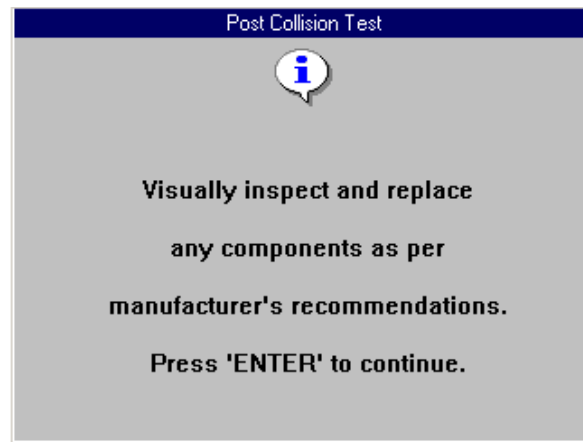 Post Collision Test
i
Visually inspect and replace
any components as per
manufacturer's recommendations.
Press 'ENTER' to continue.